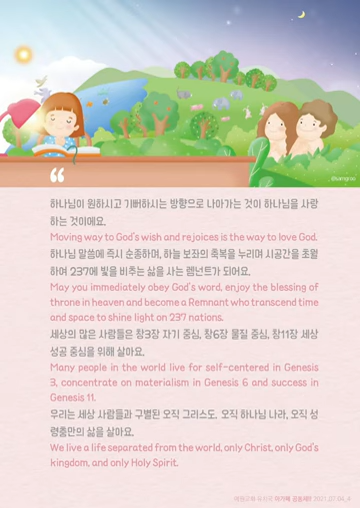 @iamgroo
“
하나님이 원하시고 기뻐하시는 방향으로 나아가는 것이 하나님을 사랑
하는 것이에요.
Moving way to God's wish and rejoices is the way to love God.
하나님 말씀에 즉시 순종하며, 하늘 보좌의 축복을 누리며 시공간을 초월
하여 237에 빛을 비추는 삶을 사는 렘넌트가 되어요.
May you immediately obey God's word, enjoy the blessing of
throne in heaven and become a Remnant who transcend time
and space to shine light on 237 nations.
세상의 많은 사람들은 창3장 자기 중심, 창6장 물질 중심, 창11장 세상
성공 중심을 위해 살아요.
Many people in the world live for self-centered in Genesis
3, concentrate on materialism in Genesis 6 and success in
Genesis 11.
우리는 세상 사람들과 구별된 오직 그리스도, 오직 하나님 나라, 오직 성
령충만의 삶을 살아요.
We live a life separated from the world, only Christ, only God's
kingdom, and only Holy Spirit.
2021.07.04.